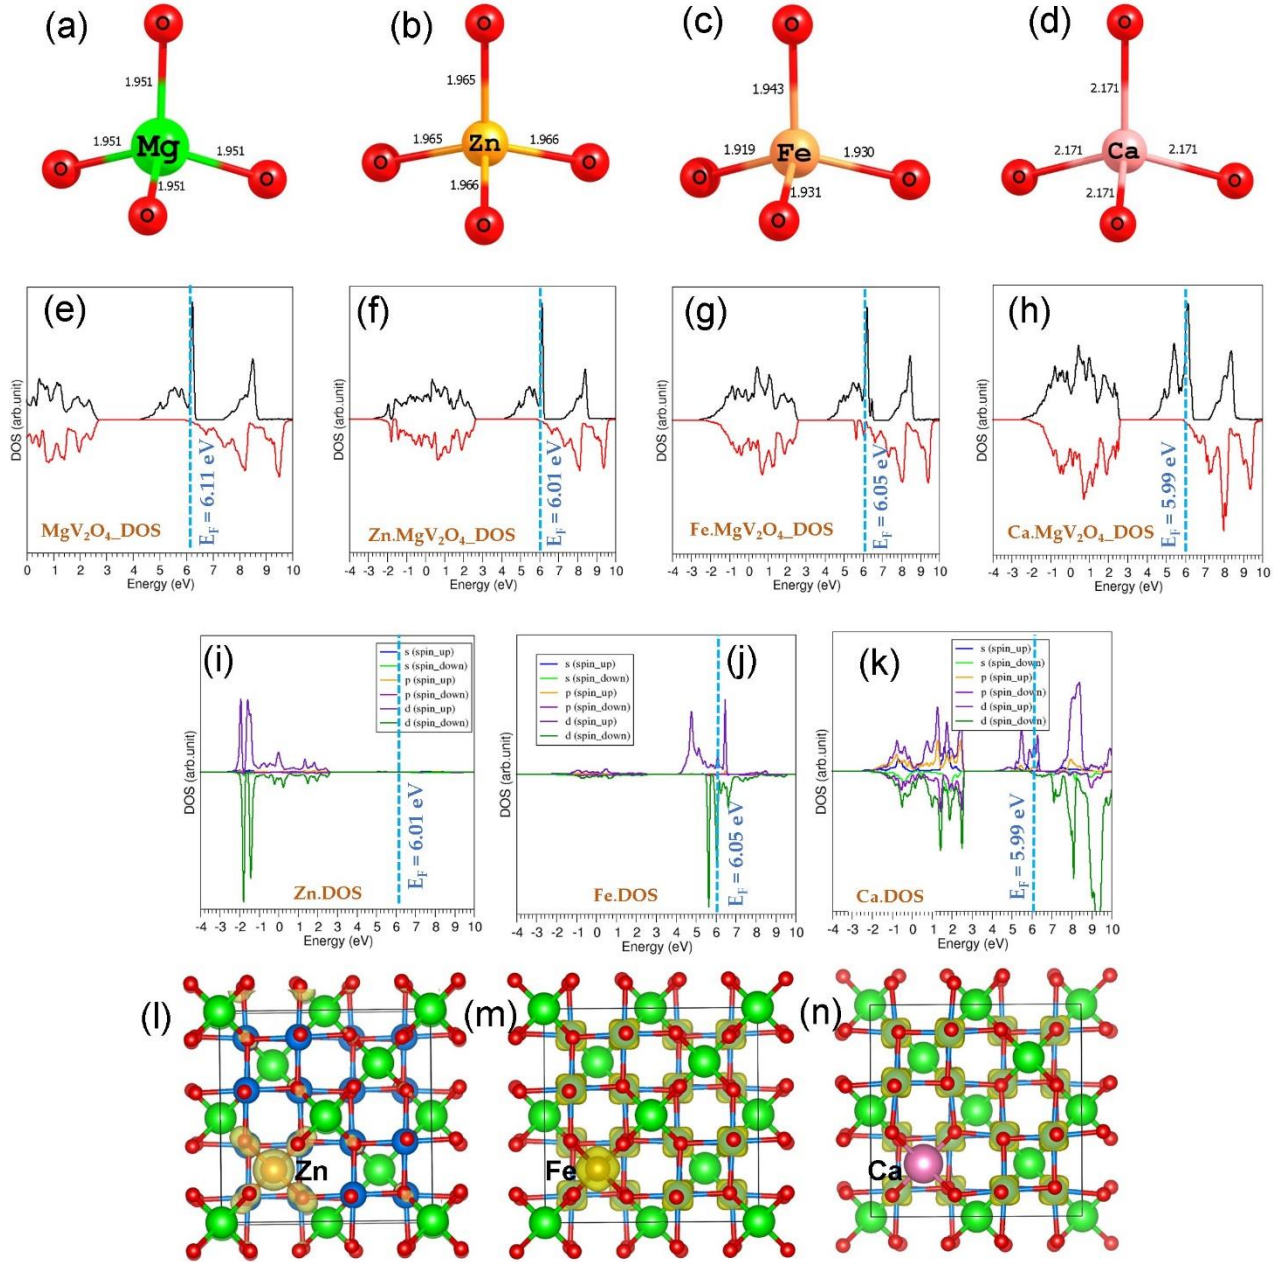 (a)
(b)
(c)
(d)
O
1.951
1.951
1.951
1.951
Mg
O
O
O
O
1.965
1.965
1.966
1.966
Zn
O
O
O
O
1.943
1.919
1.930
1.931
Fe
O
O
O
O
2.171
2.171
2.171
2.171
Ca
O
O
O
(e)
DOS (arb.unit)
MgV₂O₄_DOS
E_F = 6.11 eV
0 1 2 3 4 5 6 7 8 9 10
Energy (eV)
(f)
DOS (arb.unit)
Zn.MgV₂O₄_DOS
E_F = 6.01 eV
-4 -3 -2 -1 0 1 2 3 4 5 6 7 8 9 10
Energy (eV)
(g)
DOS (arb.unit)
Fe.MgV₂O₄_DOS
E_F = 6.05 eV
-4 -3 -2 -1 0 1 2 3 4 5 6 7 8 9 10
Energy (eV)
(h)
DOS (arb.unit)
Ca.MgV₂O₄_DOS
E_F = 5.99 eV
-4 -3 -2 -1 0 1 2 3 4 5 6 7 8 9 10
Energy (eV)
(i)
s (spin_up)
s (spin_down)
p (spin_up)
p (spin_down)
d (spin_up)
d (spin_down)
DOS (arb.unit)
Zn.DOS
E_F = 6.01 eV
-4 -3 -2 -1 0 1 2 3 4 5 6 7 8 9 10
Energy (eV)
(j)
s (spin_up)
s (spin_down)
p (spin_up)
p (spin_down)
d (spin_up)
d (spin_down)
DOS (arb.unit)
Fe.DOS
E_F = 6.05 eV
-4 -3 -2 -1 0 1 2 3 4 5 6 7 8 9 10
Energy (eV)
(k)
s (spin_up)
s (spin_down)
p (spin_up)
p (spin_down)
d (spin_up)
d (spin_down)
DOS (arb.unit)
Ca.DOS
E_F = 5.99 eV
-4 -3 -2 -1 0 1 2 3 4 5 6 7 8 9 10
Energy (eV)
(l)
Zn
(m)
Fe
(n)
Ca